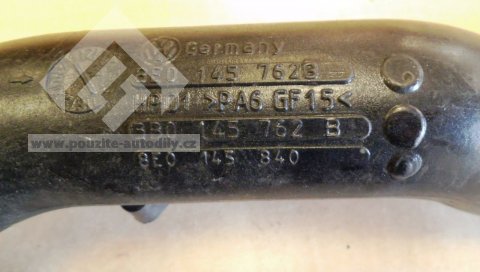 Germany
8E0 145 762B
>PA6 GF15<
8E0 145 762 B
8E0 145 840
www.pouzite-autodily.cz